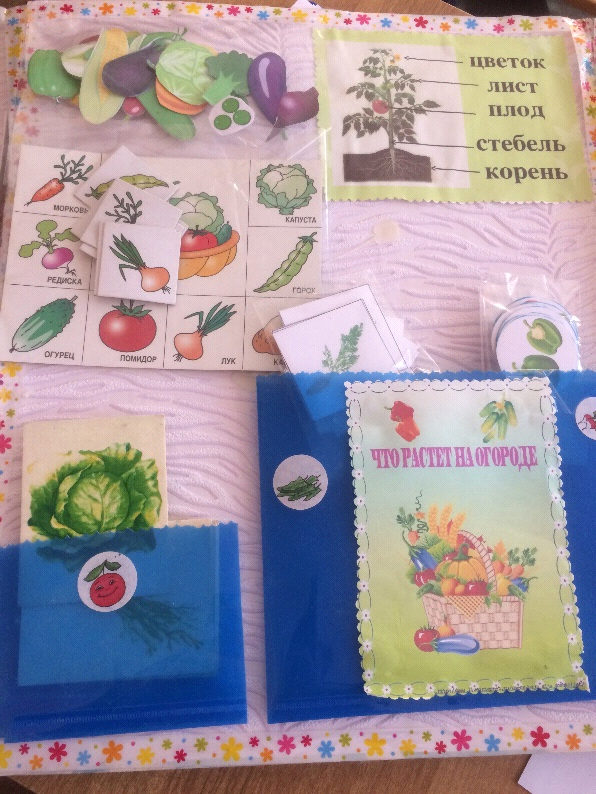 цветок
лист
плод
стебель
корень
МОРКОВЬ
КАПУСТА
РЕДИСКА
ГОРОХ
ОГУРЕЦ
ПОМИДОР
ЛУК
ЧТО РАСТЕТ НА ОГОРОДЕ